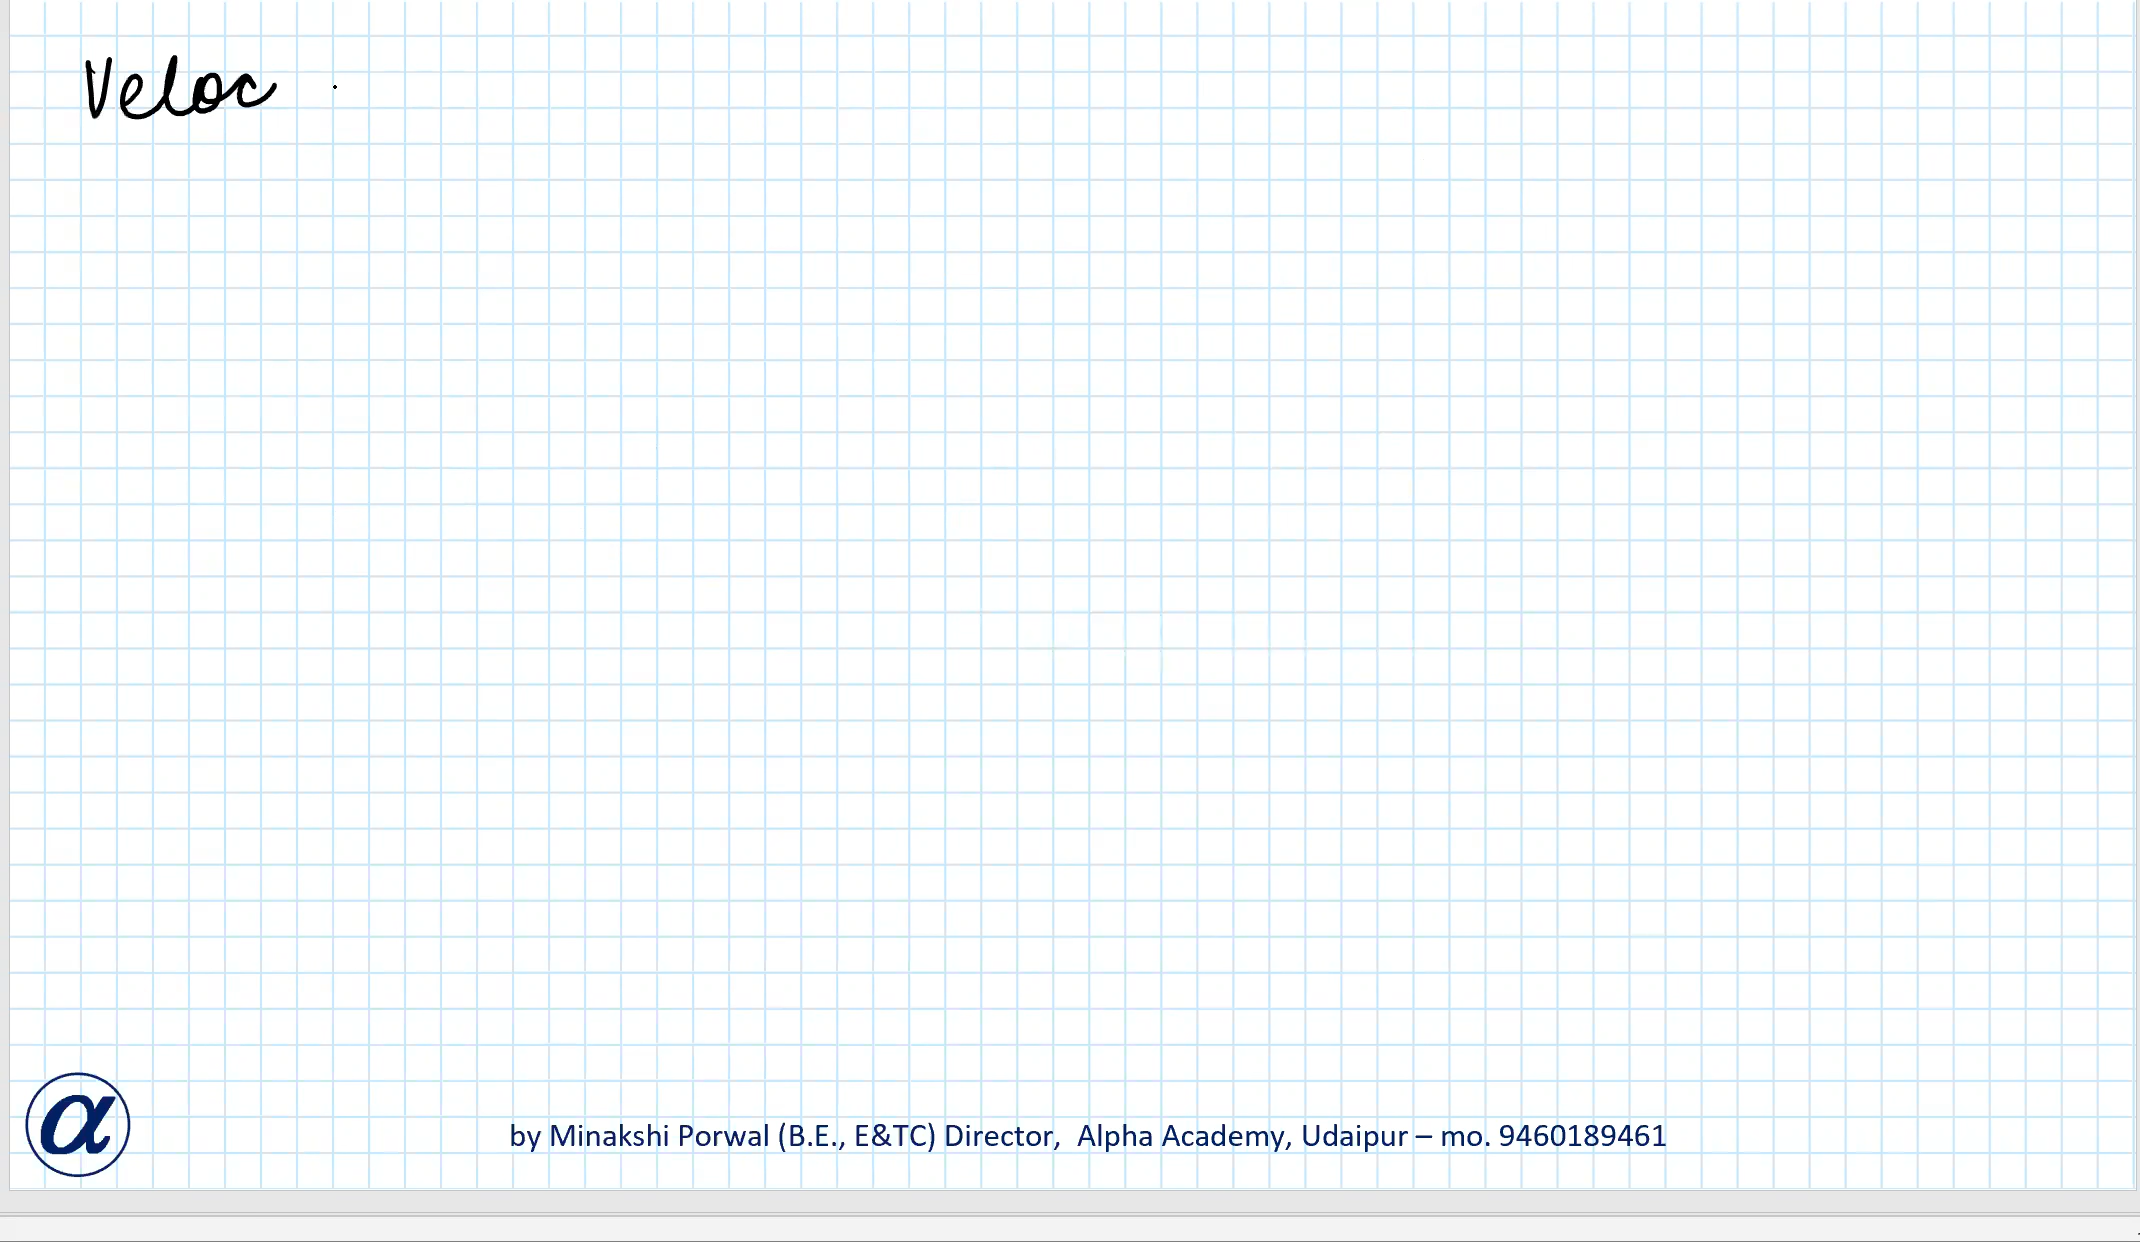 Veloc
α
by Minakshi Porwal (B.E., E&TC) Director,  Alpha Academy, Udaipur – mo. 9460189461